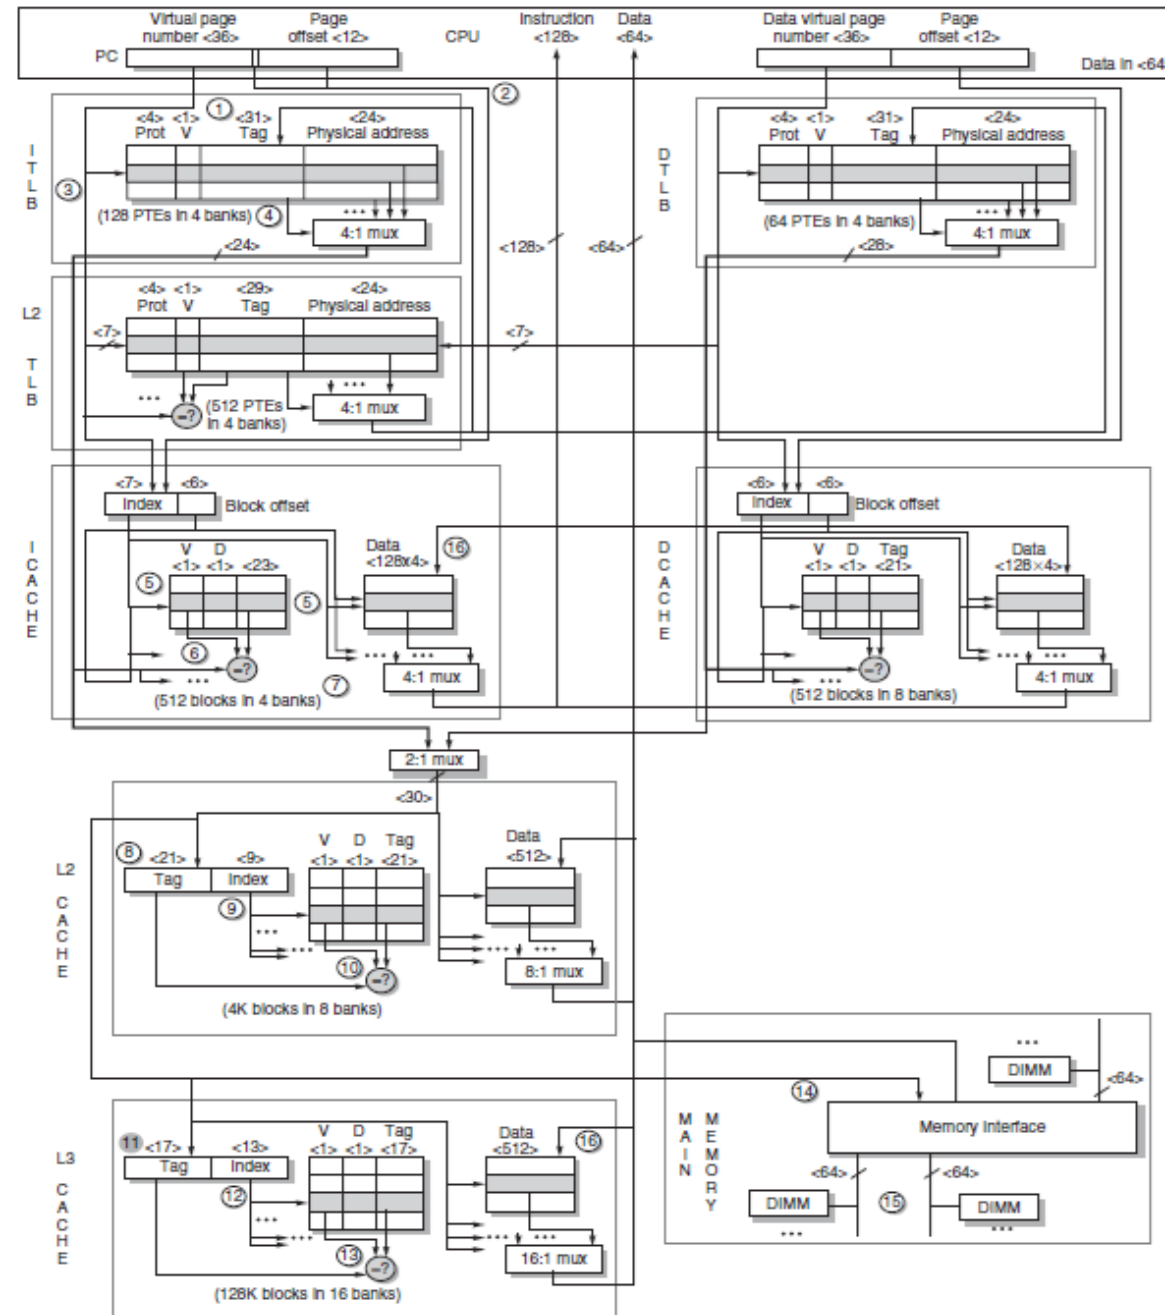 Virtual page number <36>
Page offset <12>
CPU
Instruction <128>
Data <64>
Data virtual page number <36>
Page offset <12>
PC
Data in <64
1
2
<4> <1> <31> <24>
Prot V Tag Physical address
I T L B
3
(128 PTEs in 4 banks)
4
...
4:1 mux
<24>
<128>
<64>
<4> <1> <31> <24>
Prot V Tag Physical address
D T L B
(64 PTEs in 4 banks)
...
4:1 mux
<28>
L2 T L B
<4> <1> <29> <24>
Prot V Tag Physical address
<7>
<7>
...
=?
(512 PTEs in 4 banks)
...
4:1 mux
I C A C H E
<7> <6>
Index
Block offset
V D
<1> <1> <23>
5
5
Data <128x4>
16
6
=?
...
...
7
... ...
4:1 mux
(512 blocks in 4 banks)
D C A C H E
<6> <6>
Index
Block offset
V D Tag
<1> <1> <21>
Data <128×4>
=?
...
...
... ...
4:1 mux
(512 blocks in 8 banks)
2:1 mux
<30>
L2 C A C H E
8
<21> <9>
Tag Index
9
V D Tag
<1> <1> <21>
Data <512>
...
...
10
=?
... ...
8:1 mux
(4K blocks in 8 banks)
L3 C A C H E
11
<17> <13>
Tag Index
12
V D Tag
<1> <1> <17>
Data <512>
16
...
...
13
=?
... ...
16:1 mux
(128K blocks in 16 banks)
M A I N
M E M O R Y
14
...
DIMM
<64>
Memory Interface
<64>
<64>
DIMM
...
15
DIMM
...